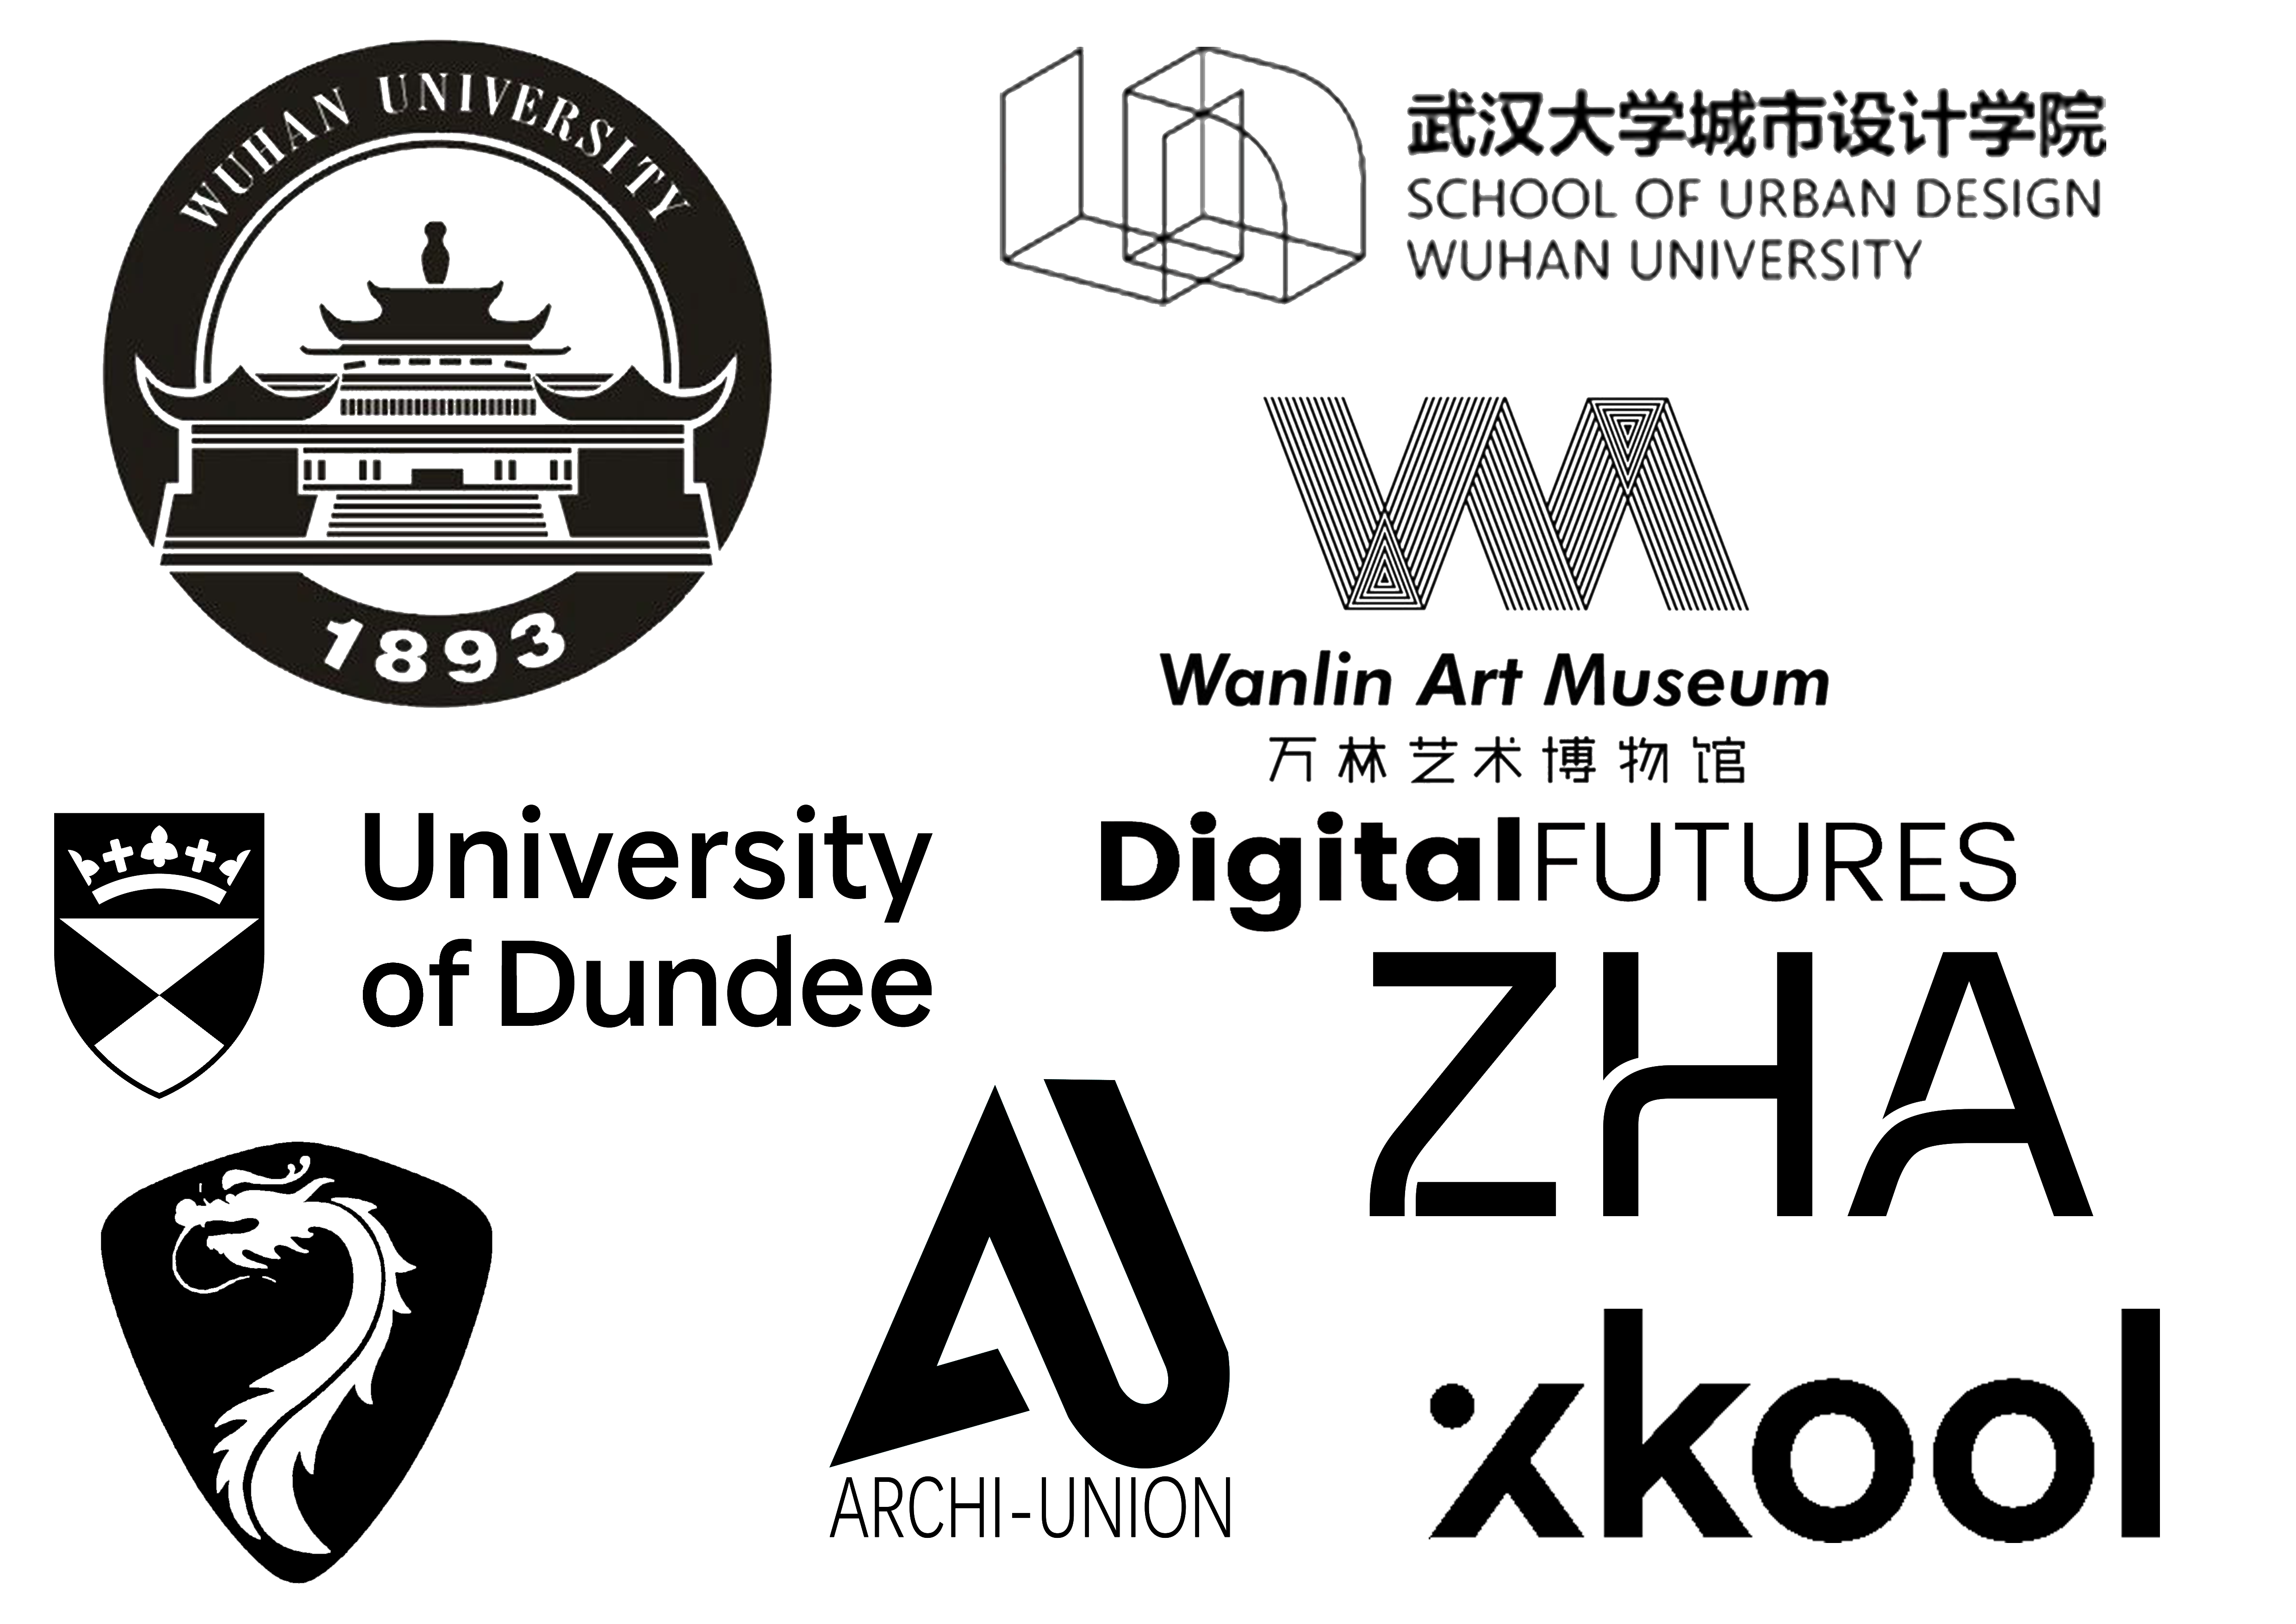 WUHAN UNIVERSITY
1893
武汉大学城市设计学院
SCHOOL OF URBAN DESIGN
WUHAN UNIVERSITY
Wanlin Art Museum
万林艺术博物馆
University
of Dundee
DigitalFUTURES
ZHA
AU
ARCHI-UNION
xkool